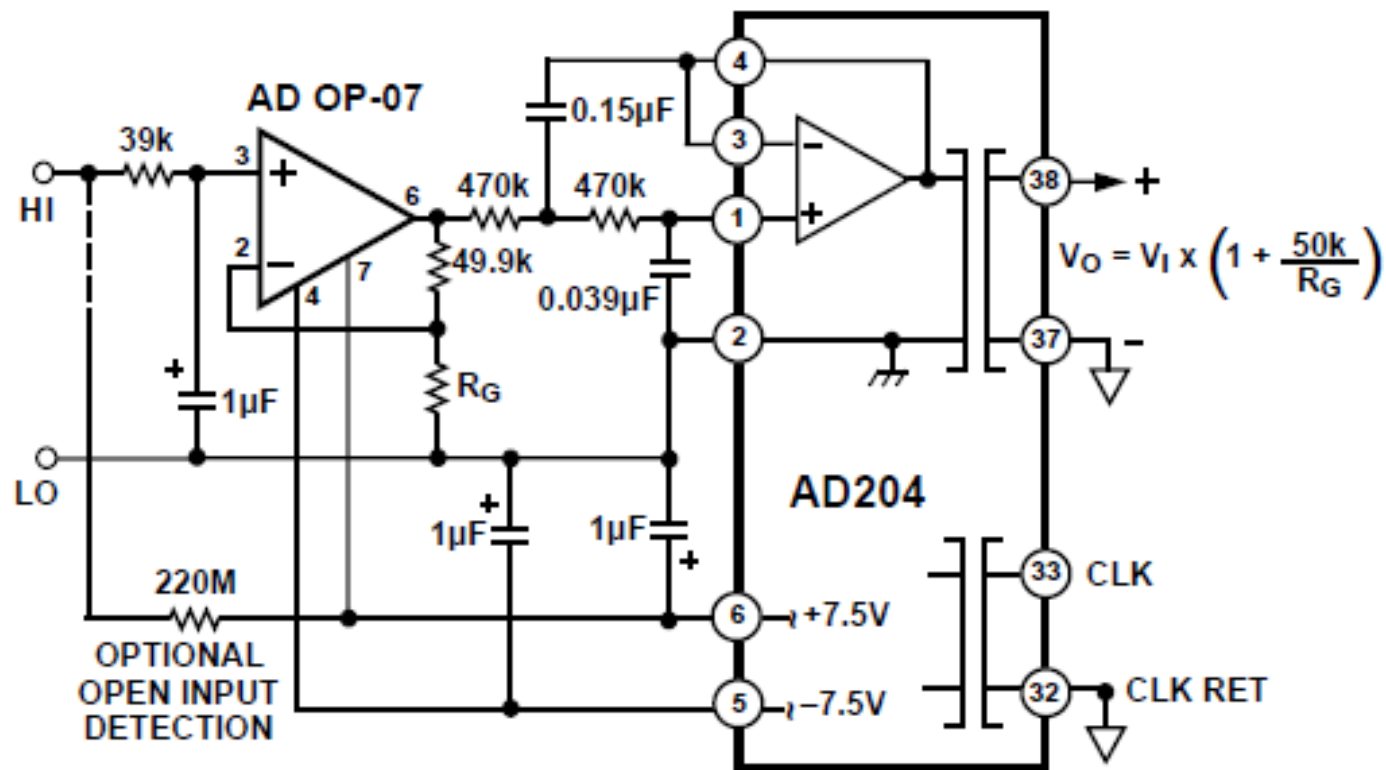 AD OP-07
39k
HI
3
+
2
−
6
7
4
470k
470k
49.9k
0.15µF
0.039µF
RG
+
1µF
LO
+
1µF
1µF
+
220M
OPTIONAL
OPEN INPUT
DETECTION
4
3
1
2
−
+
38
+
VO = VI x (1 + 50k / RG)
37
−
AD204
6
+7.5V
5
−7.5V
33
CLK
32
CLK RET